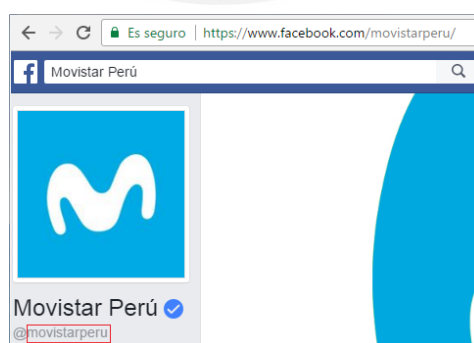 Es seguro | https://www.facebook.com/movistarperu/
f Movistar Perú
Movistar Perú
@movistarperu